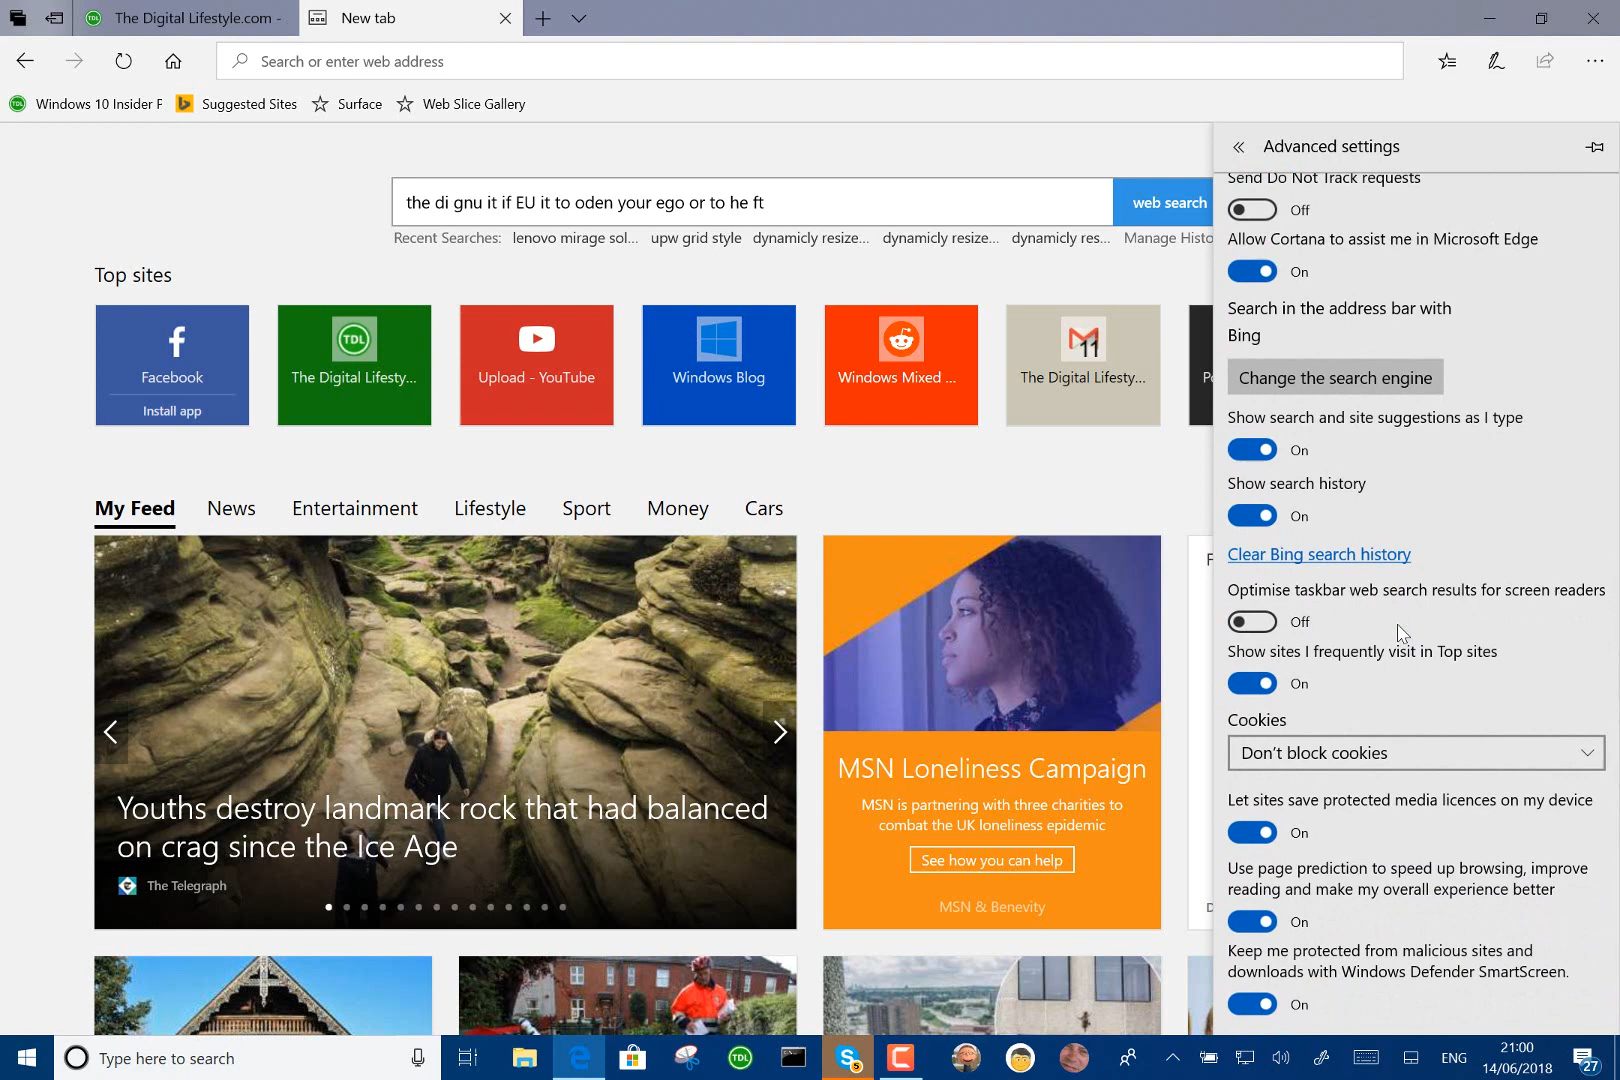 The Digital Lifestyle.com -
New tab
Search or enter web address
Windows 10 Insider F
Suggested Sites
Surface
Web Slice Gallery
the di gnu it if EU it to oden your ego or to he ft
web search
Recent Searches: lenovo mirage sol... upw grid style dynamicly resize... dynamicly resize... dynamicly res... Manage Histo
Top sites
Facebook
Install app
TDL
The Digital Lifesty...
Upload - YouTube
Windows Blog
Windows Mixed ...
11
The Digital Lifesty...
My Feed News Entertainment Lifestyle Sport Money Cars
Youths destroy landmark rock that had balanced
on crag since the Ice Age
The Telegraph
MSN Loneliness Campaign
MSN is partnering with three charities to
combat the UK loneliness epidemic
See how you can help
MSN & Benevity
Advanced settings
Send Do Not Track requests
Off
Allow Cortana to assist me in Microsoft Edge
On
Search in the address bar with
Bing
Change the search engine
Show search and site suggestions as I type
On
Show search history
On
Clear Bing search history
Optimise taskbar web search results for screen readers
Off
Show sites I frequently visit in Top sites
On
Cookies
Don't block cookies
Let sites save protected media licences on my device
On
Use page prediction to speed up browsing, improve
reading and make my overall experience better
On
Keep me protected from malicious sites and
downloads with Windows Defender SmartScreen.
On
Type here to search
TDL
5
ENG
21:00
14/06/2018
27